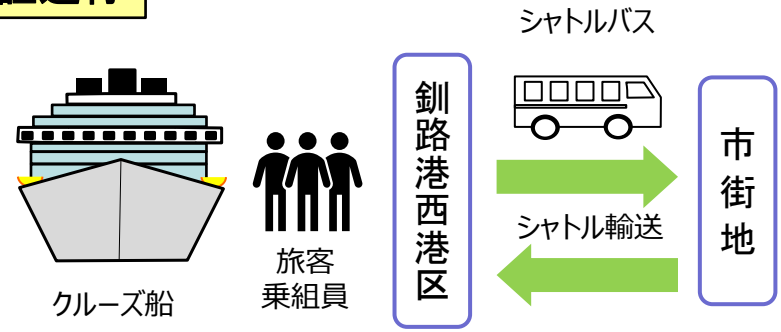 シャトルバス
釧路港西港区
市街地
シャトル輸送
旅客
乗組員
クルーズ船